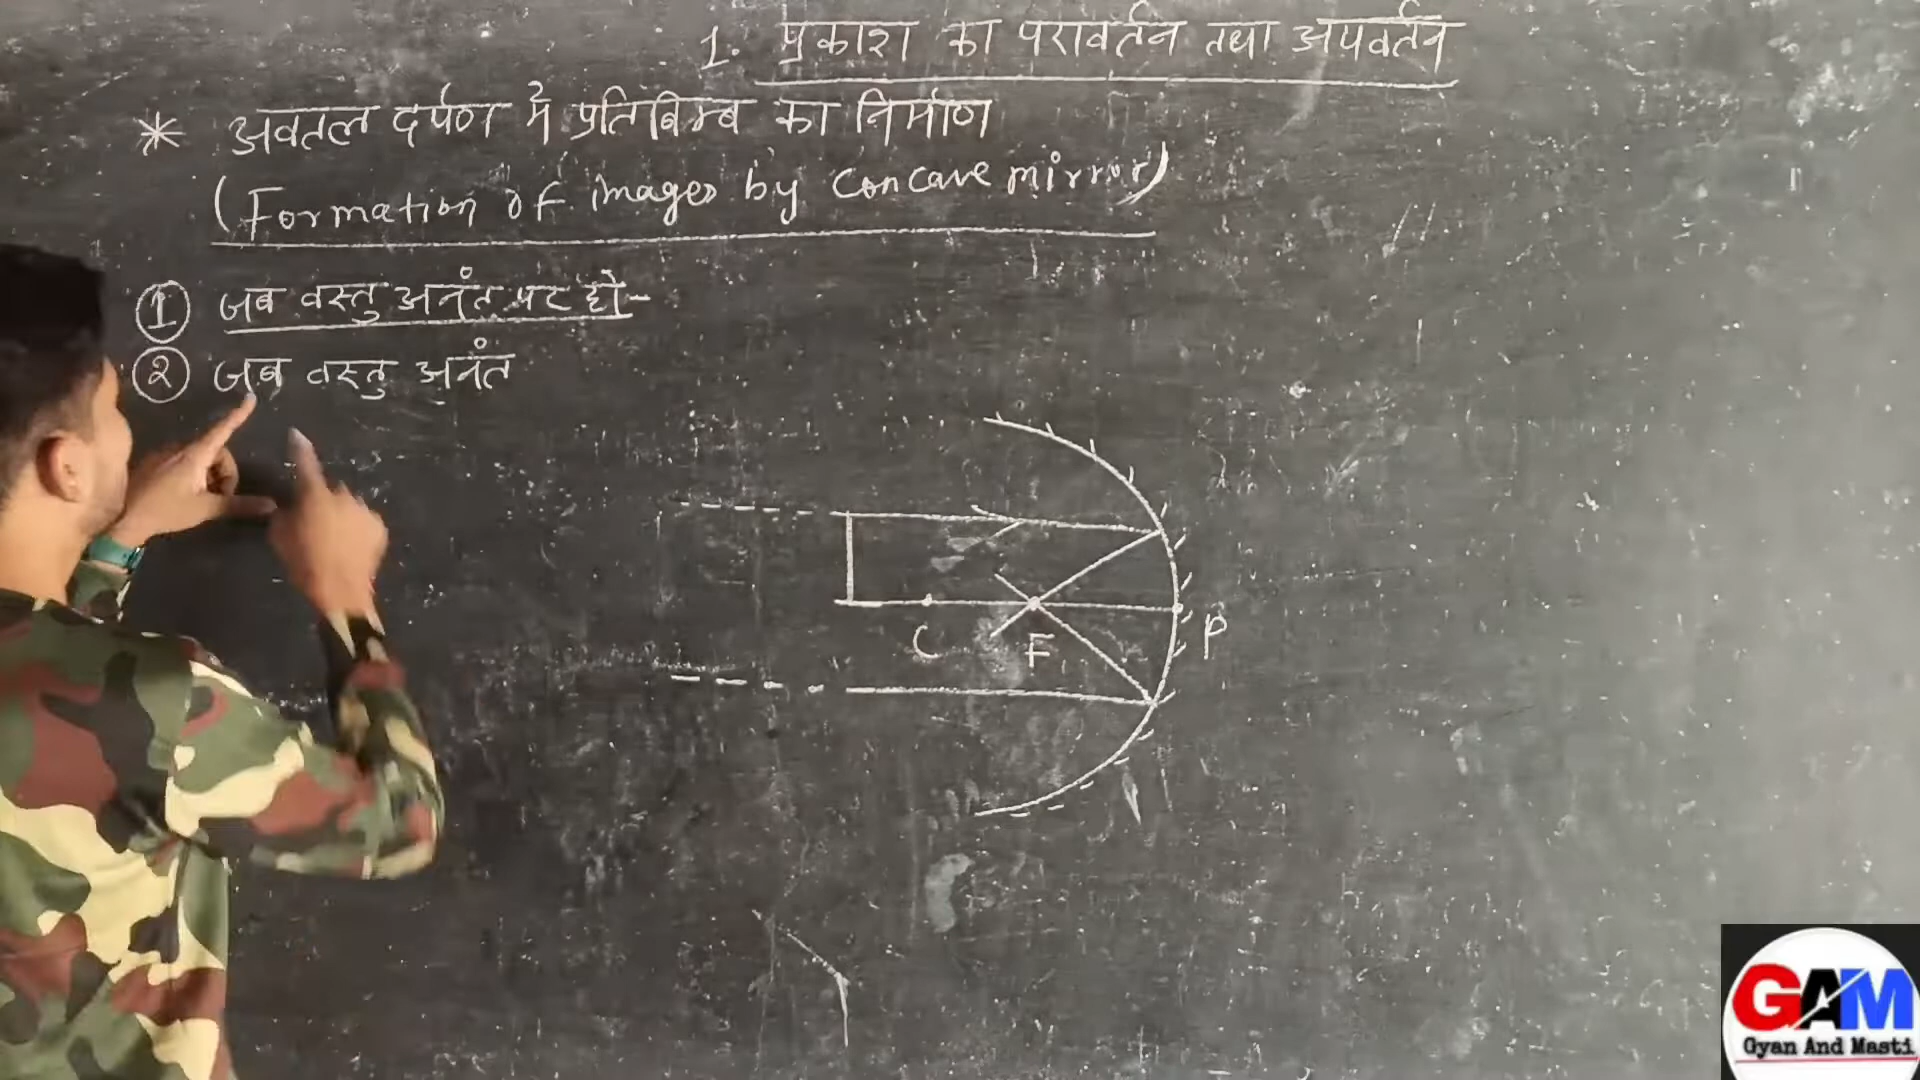 1. प्रकाश का परावर्तन तथा अपवर्तन
* अवतल दर्पण में प्रतिबिम्ब का निर्माण
(Formation of images by concave mirror)
1 जब वस्तु अनंत पर हो-
२ जब वस्तु अनंत
C
F
P
GAM
Gyan And Masti